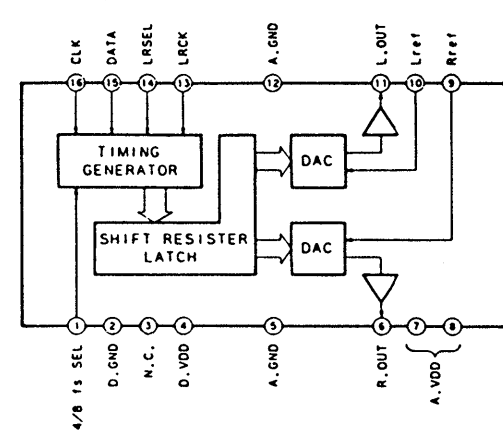 CLK
DATA
LRSEL
LRCK
A.GND
L.OUT
Lref
Rref
16
15
14
13
12
11
10
9
TIMING
GENERATOR
DAC
SHIFT RESISTER
LATCH
DAC
1
2
3
4
5
6
7
8
4/8 fs SEL
D.GND
N.C.
D.VDD
A.GND
R.OUT
A.VDD